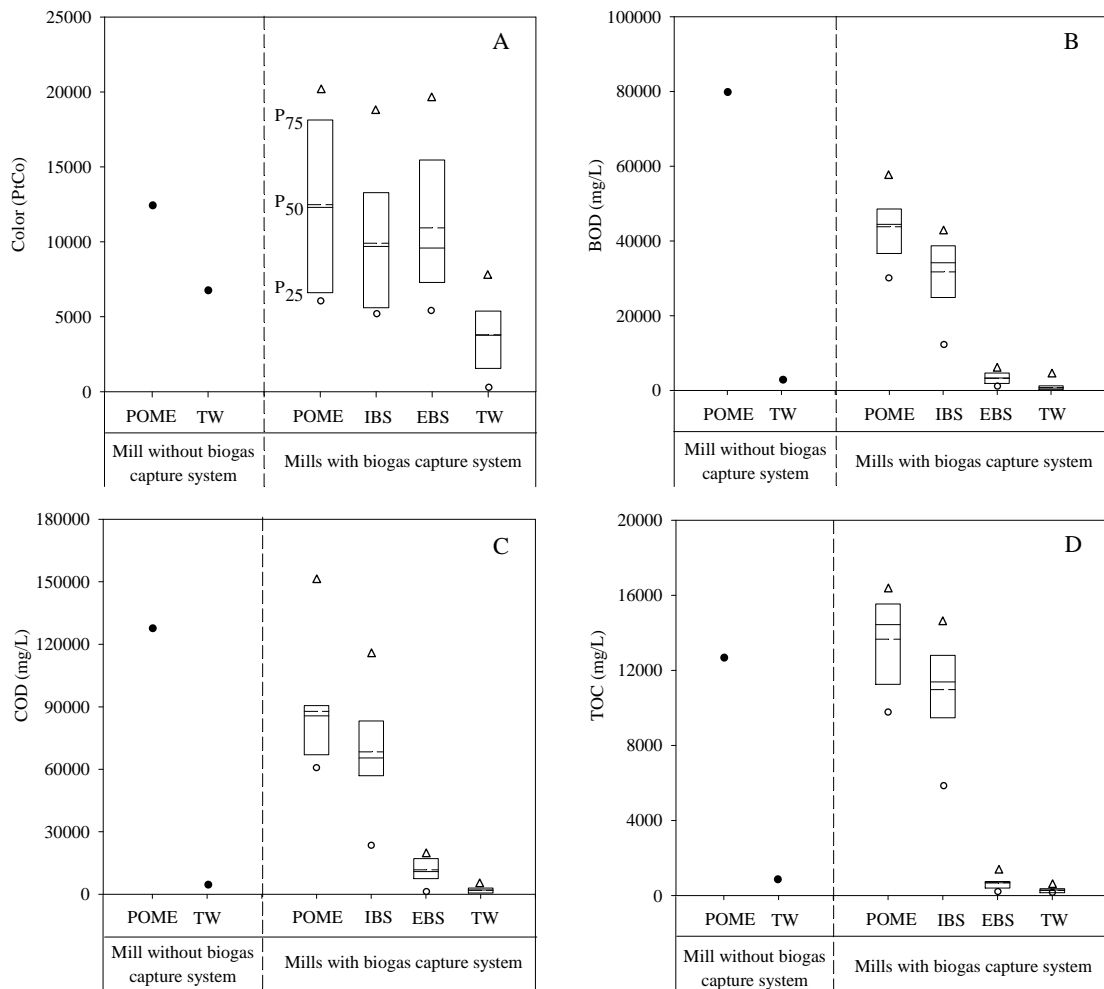 A
25000
20000
15000
10000
5000
0
Color (PtCo)
P75
P50
P25
POME TW POME IBS EBS TW
Mill without biogas
capture system
Mills with biogas capture system
B
100000
80000
60000
40000
20000
0
BOD (mg/L)
POME TW POME IBS EBS TW
Mill without biogas
capture system
Mills with biogas capture system
C
180000
150000
120000
90000
60000
30000
0
COD (mg/L)
POME TW POME IBS EBS TW
Mill without biogas
capture system
Mills with biogas capture system
D
20000
16000
12000
8000
4000
0
TOC (mg/L)
POME TW POME IBS EBS TW
Mill without biogas
capture system
Mills with biogas capture system